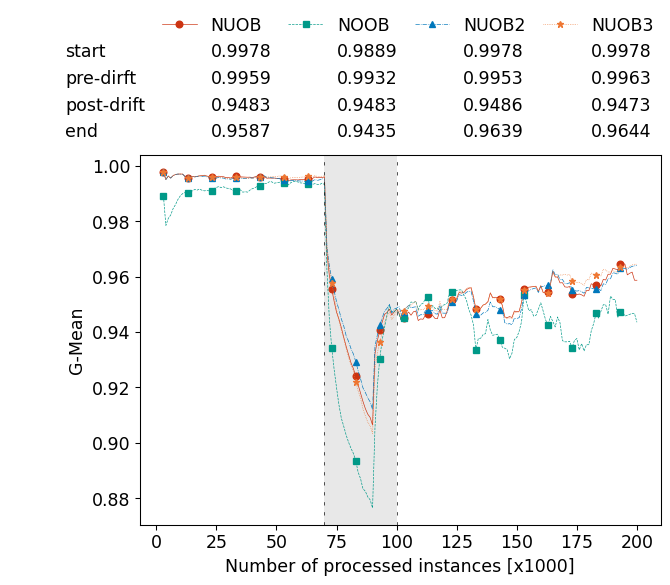 NUOB NOOB NUOB2 NUOB3
start 0.9978 0.9889 0.9978 0.9978
pre-dirft 0.9959 0.9932 0.9953 0.9963
post-drift 0.9483 0.9483 0.9486 0.9473
end 0.9587 0.9435 0.9639 0.9644
1.00
0.98
0.96
0.94
0.92
0.90
0.88
G-Mean
0 25 50 75 100 125 150 175 200
Number of processed instances [x1000]